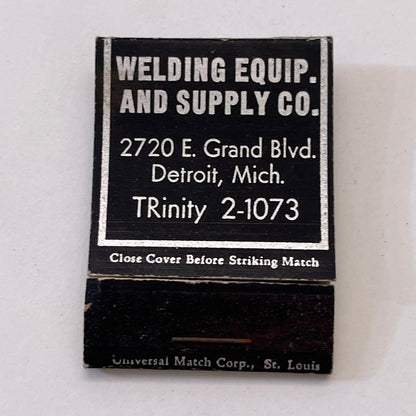 WELDING EQUIP.
AND SUPPLY CO.
2720 E. Grand Blvd.
Detroit, Mich.
TRinity 2-1073
Close Cover Before Striking Match
Universal Match Corp., St. Louis